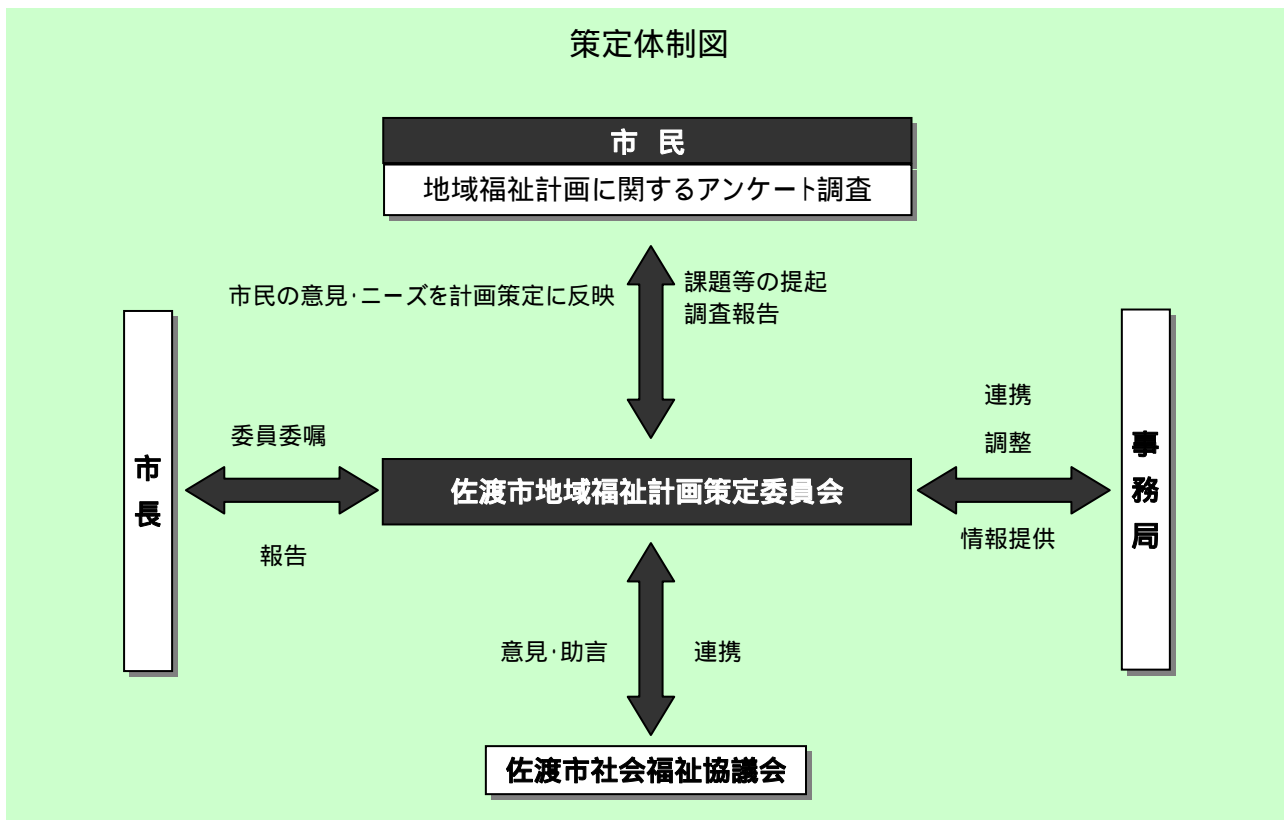 策定体制図
市 民
地域福祉計画に関するアンケート調査
市民の意見・ニーズを計画策定に反映
課題等の提起
調査報告
市長
委員委嘱
報告
佐渡市地域福祉計画策定委員会
連携
調整
情報提供
事務局
意見・助言
連携
佐渡市社会福祉協議会